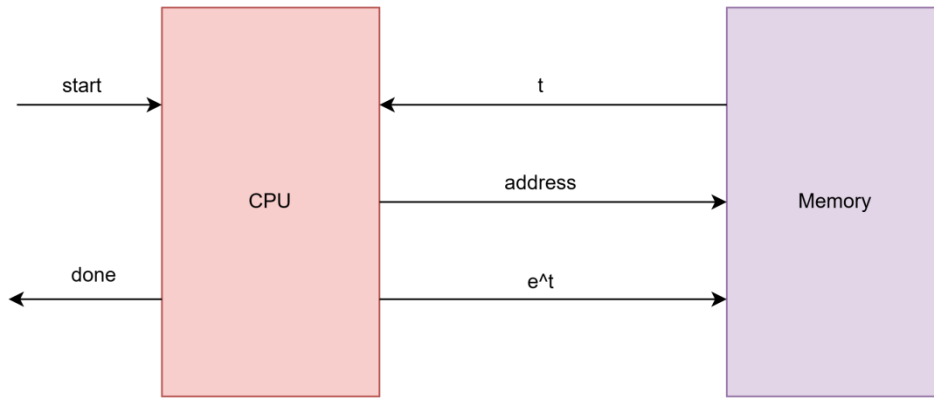 start
t
CPU
address
Memory
done
e^t